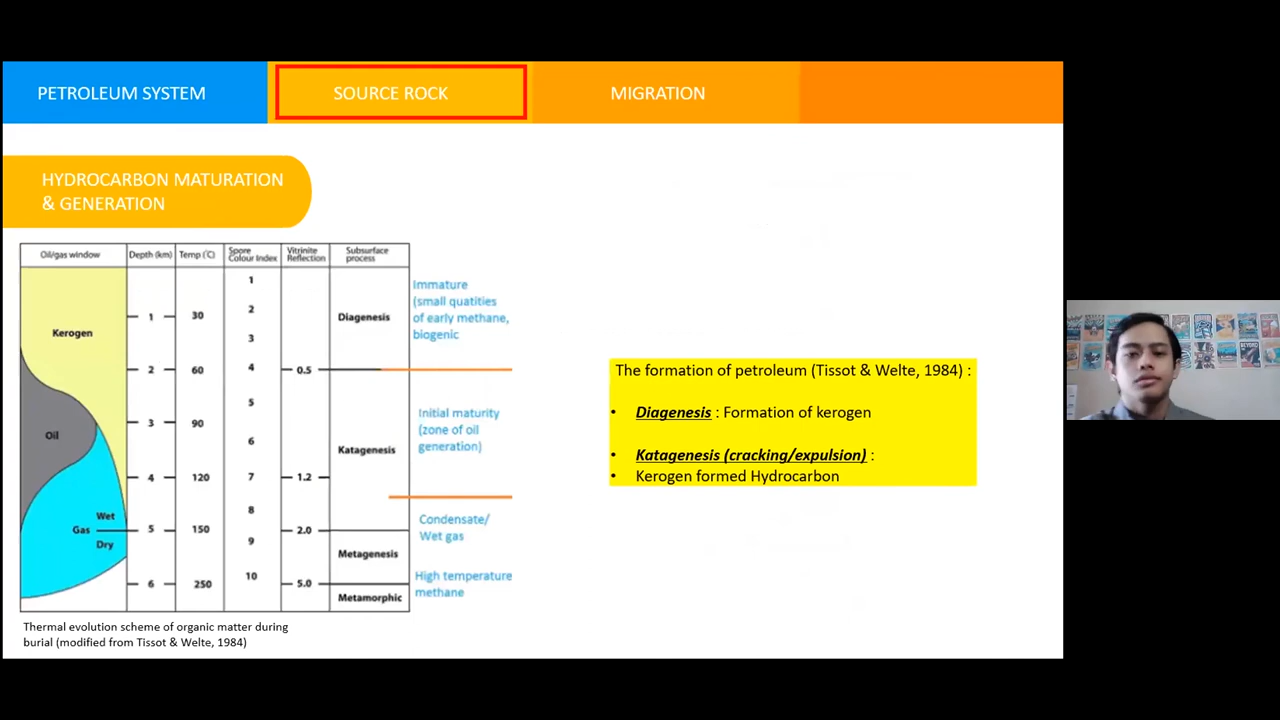 PETROLEUM SYSTEM
SOURCE ROCK
MIGRATION
HYDROCARBON MATURATION
& GENERATION
Oil/gas window
Depth (km)
Temp (°C)
Spore
Colour Index
Vitrinite
Reflection
Subsurface
process
Kerogen
Oil
Wet
Gas
Dry
1
2
3
4
5
6
30
60
90
120
150
250
1
2
3
4
5
6
7
8
9
10
0.5
1.2
2.0
5.0
Diagenesis
Katagenesis
Metagenesis
Metamorphic
Immature
(small quatities
of early methane,
biogenic
Initial maturity
(zone of oil
generation)
Condensate/
Wet gas
High temperature
methane
Thermal evolution scheme of organic matter during
burial (modified from Tissot & Welte, 1984)
The formation of petroleum (Tissot & Welte, 1984) :
• Diagenesis : Formation of kerogen
• Katagenesis (cracking/expulsion) :
• Kerogen formed Hydrocarbon